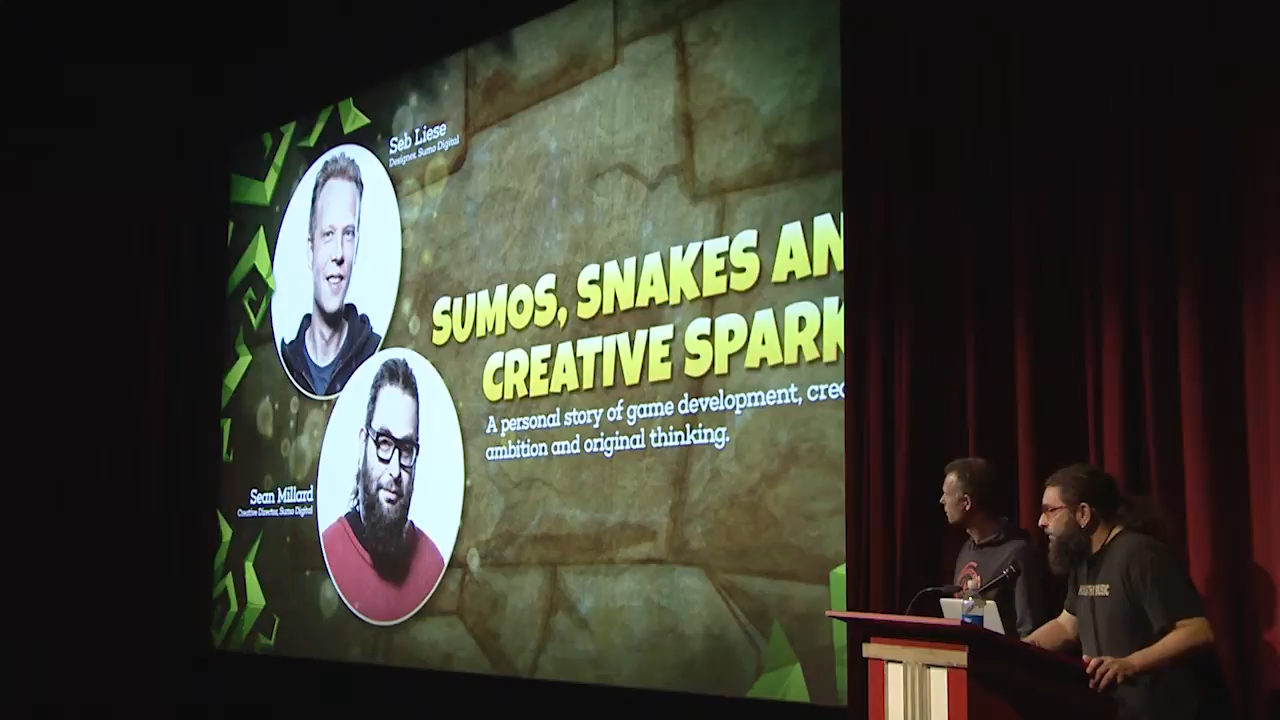 Seb Liese
Designer, Sumo Digital
SUMOS, SNAKES AN
CREATIVE SPARK
A personal story of game development, crea
ambition and original thinking.
Sean Millard
Creative Director, Sumo Digital